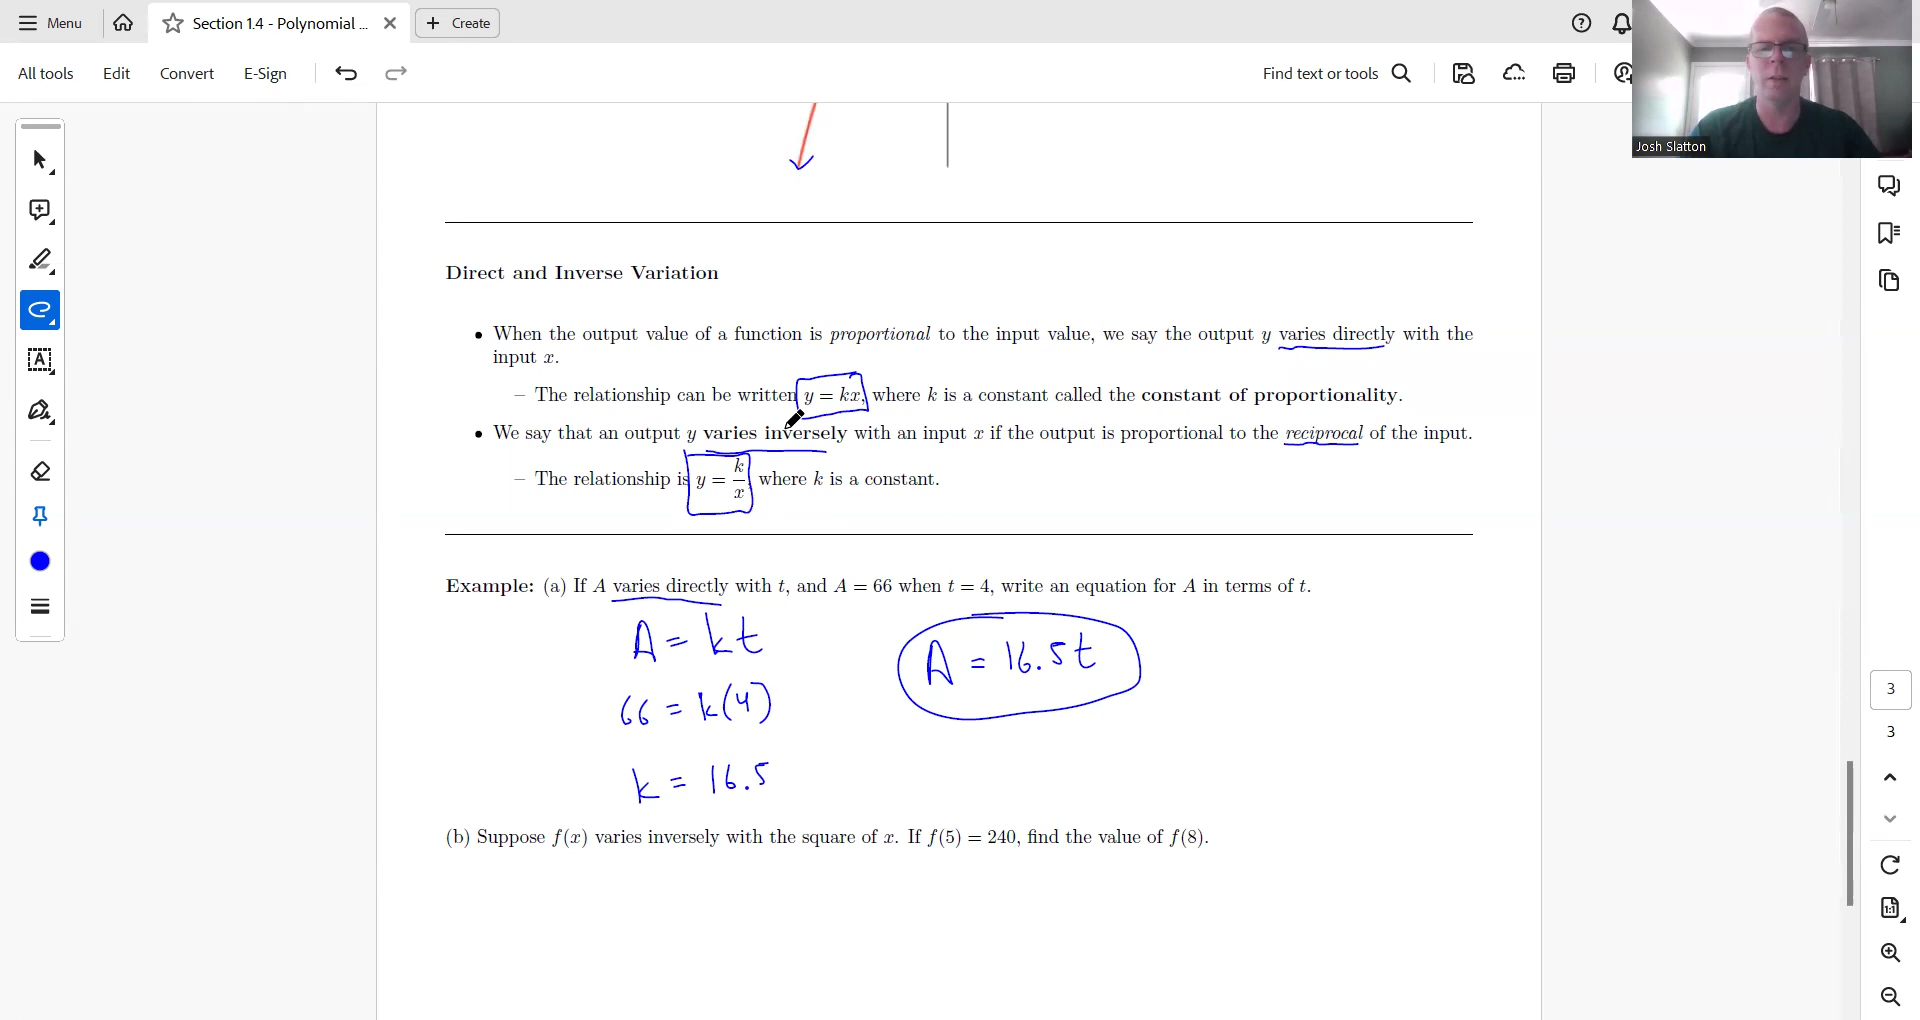 Menu
Section 1.4 - Polynomial ...
Create
All tools
Edit
Convert
E-Sign
Find text or tools
Josh Slatton
Direct and Inverse Variation
• When the output value of a function is proportional to the input value, we say the output y varies directly with the
input x.
– The relationship can be written y = kx, where k is a constant called the constant of proportionality.
• We say that an output y varies inversely with an input x if the output is proportional to the reciprocal of the input.
– The relationship is y = k/x where k is a constant.
Example: (a) If A varies directly with t, and A = 66 when t = 4, write an equation for A in terms of t.
A = kt
A = 16.5t
66 = k(4)
k = 16.5
(b) Suppose f(x) varies inversely with the square of x. If f(5) = 240, find the value of f(8).
3
3
1:1